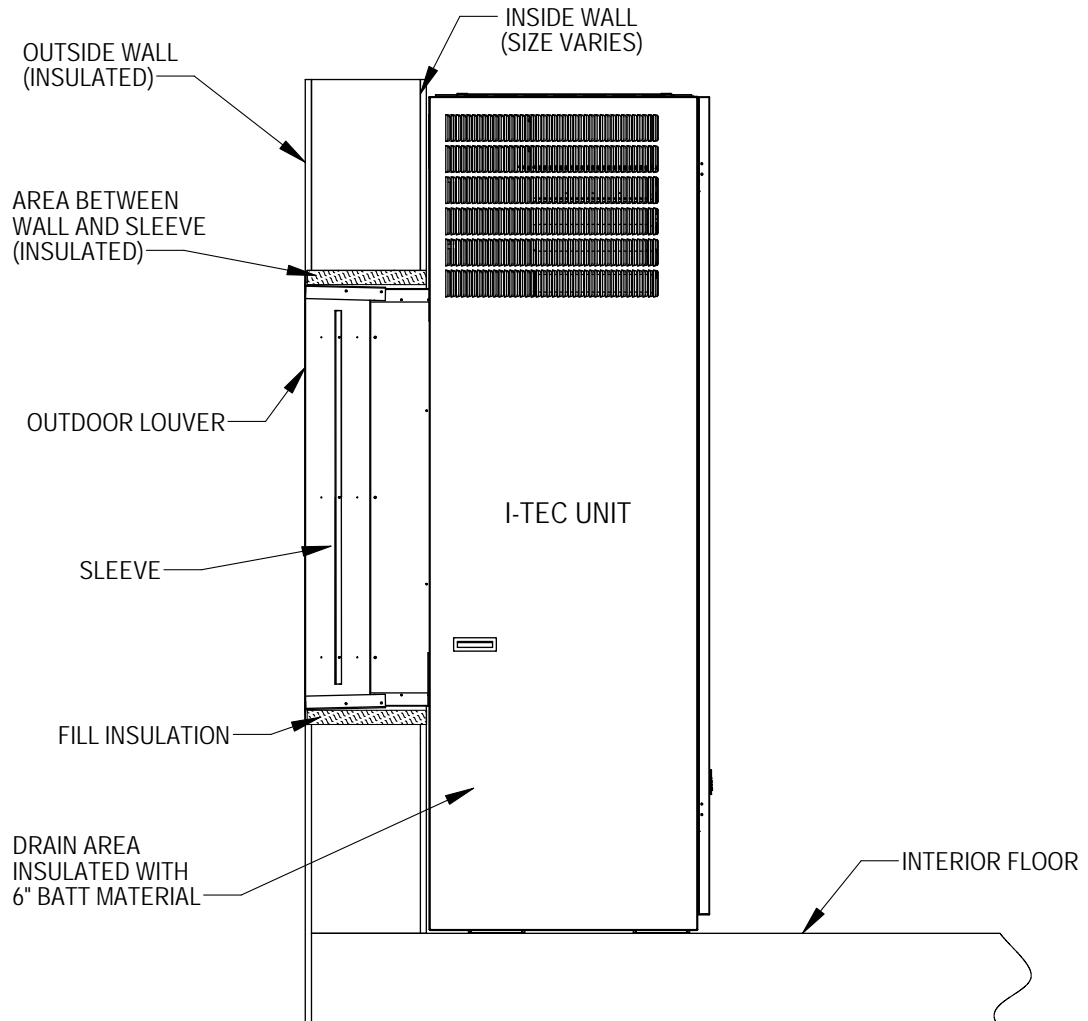 INSIDE WALL
(SIZE VARIES)
OUTSIDE WALL
(INSULATED)
AREA BETWEEN
WALL AND SLEEVE
(INSULATED)
OUTDOOR LOUVER
I-TEC UNIT
SLEEVE
FILL INSULATION
DRAIN AREA
INSULATED WITH
6" BATT MATERIAL
INTERIOR FLOOR